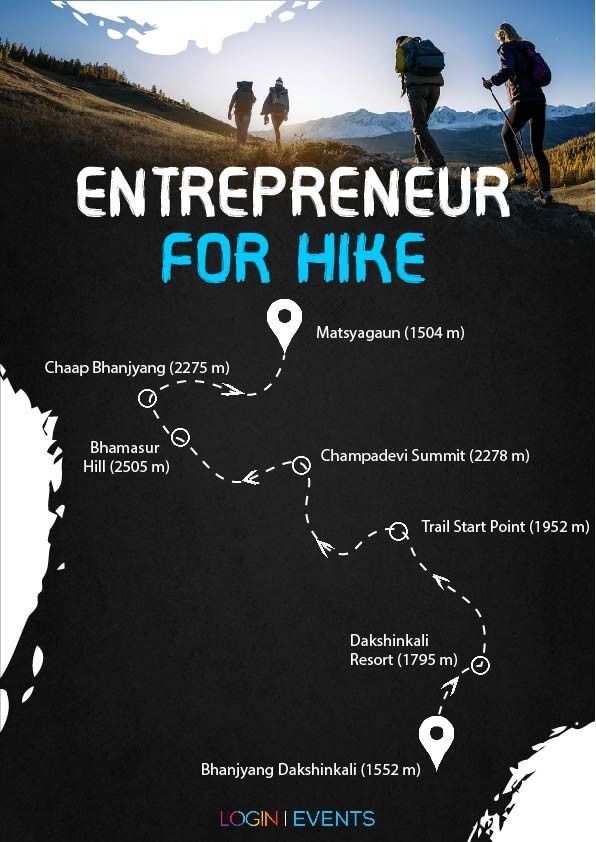 ENTREPRENEUR
FOR HIKE
Matsyagaun (1504 m)
Chaap Bhanjyang (2275 m)
Bhamasur
Hill (2505 m)
Champadevi Summit (2278 m)
Trail Start Point (1952 m)
Dakshinkali
Resort (1795 m)
Bhanjyang Dakshinkali (1552 m)
LOGIN | EVENTS